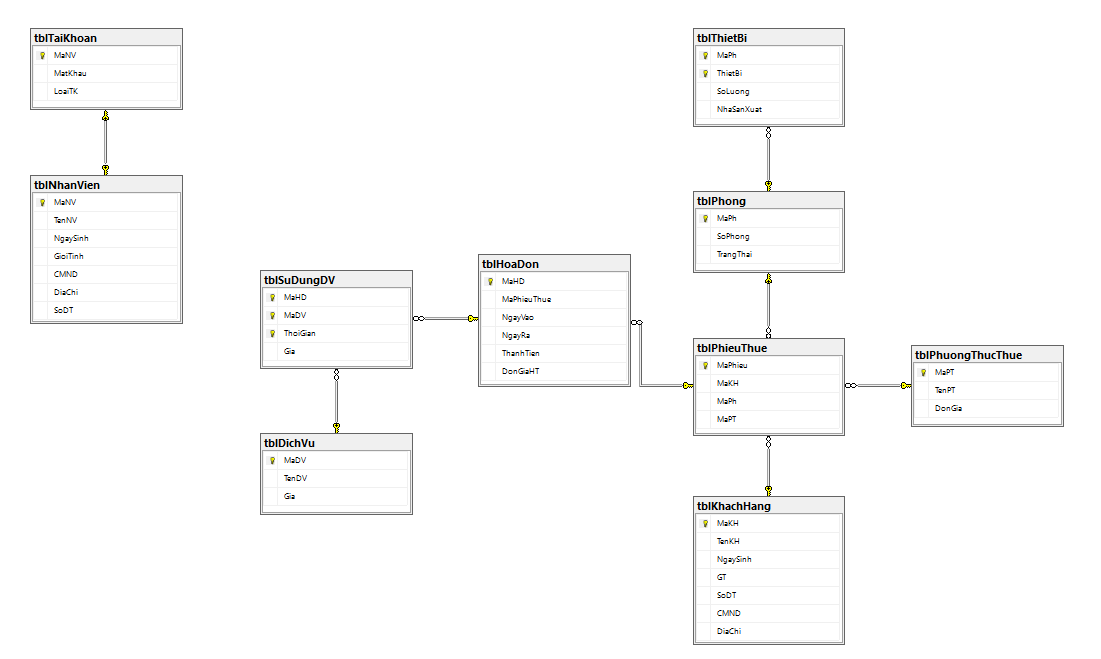 tblTaiKhoan
MaNV
MatKhau
LoaiTK
tblNhanVien
MaNV
TenNV
NgaySinh
GioiTinh
CMND
DiaChi
SoDT
tblSuDungDV
MaHD
MaDV
ThoiGian
Gia
tblDichVu
MaDV
TenDV
Gia
tblHoaDon
MaHD
MaPhieuThue
NgayVao
NgayRa
ThanhTien
DonGiaHT
tblThietBi
MaPh
ThietBi
SoLuong
NhaSanXuat
tblPhong
MaPh
SoPhong
TrangThai
tblPhieuThue
MaPhieu
MaKH
MaPh
MaPT
tblPhuongThucThue
MaPT
TenPT
DonGia
tblKhachHang
MaKH
TenKH
NgaySinh
GT
SoDT
CMND
DiaChi